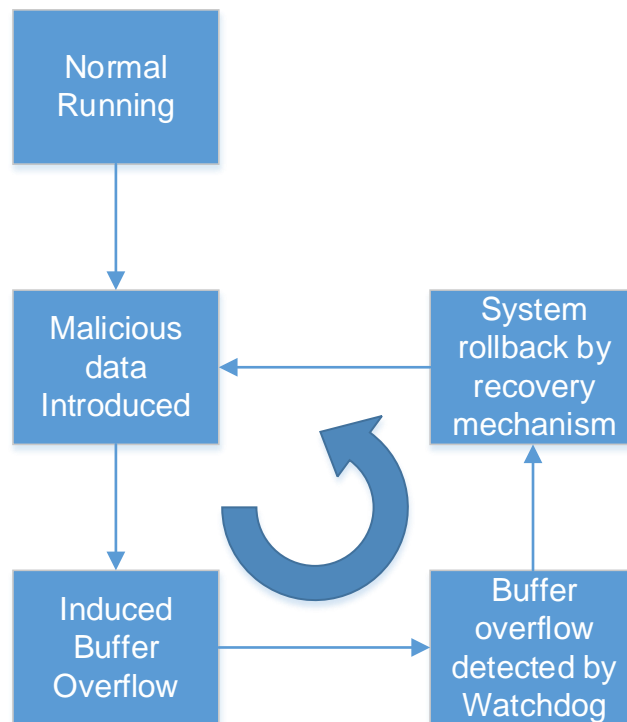 Normal
Running
Malicious
data
Introduced
System
rollback by
recovery
mechanism
Induced
Buffer
Overflow
Buffer
overflow
detected by
Watchdog